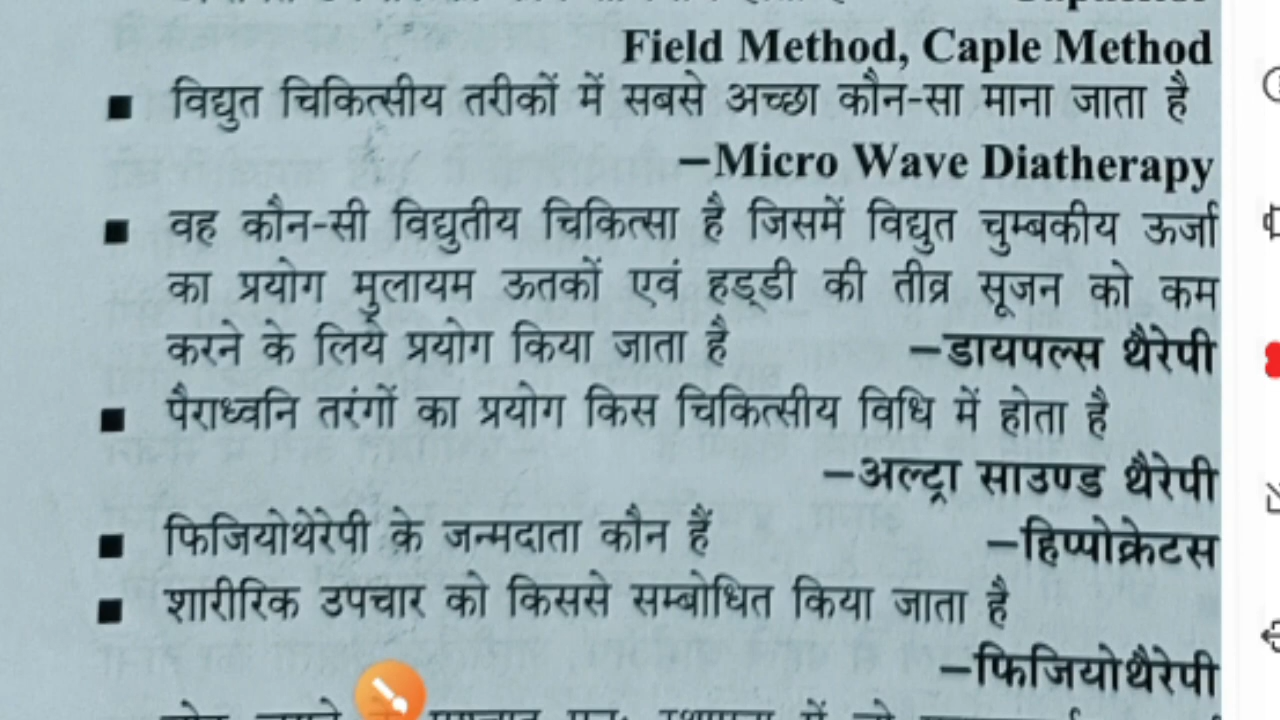 Field Method, Caple Method
■ विद्युत चिकित्सीय तरीकों में सबसे अच्छा कौन-सा माना जाता है
–Micro Wave Diatherapy
■ वह कौन-सी विद्युतीय चिकित्सा है जिसमें विद्युत चुम्बकीय ऊर्जा
का प्रयोग मुलायम ऊतकों एवं हड्डी की तीव्र सूजन को कम
करने के लिये प्रयोग किया जाता है –डायपल्स थैरेपी
■ पैराध्वनि तरंगों का प्रयोग किस चिकित्सीय विधि में होता है
–अल्ट्रा साउण्ड थैरेपी
■ फिजियोथेरेपी के जन्मदाता कौन हैं –हिप्पोक्रेटस
■ शारीरिक उपचार को किससे सम्बोधित किया जाता है
–फिजियोथैरेपी